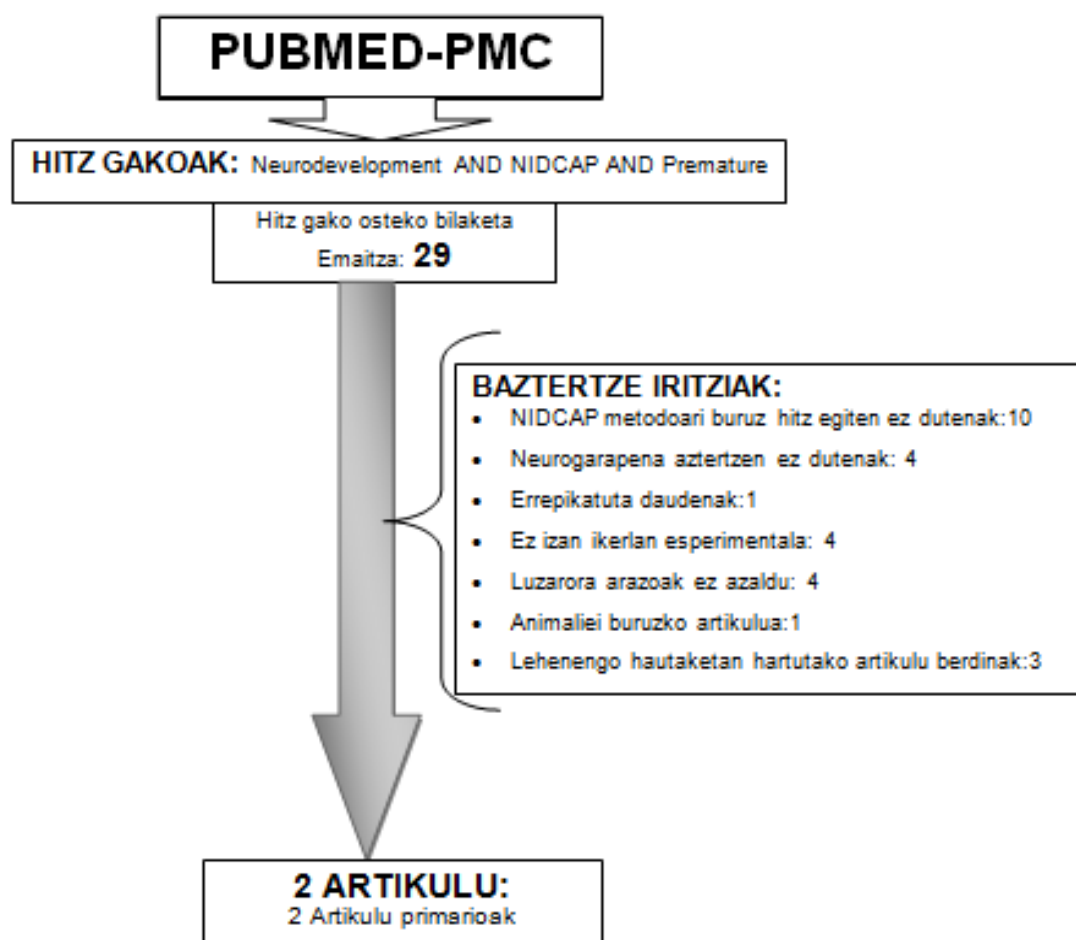 PUBMED-PMC
HITZ GAKOAK: Neurodevelopment AND NIDCAP AND Premature
Hitz gako osteko bilaketa
Emaitza: 29
BAZTERTZE IRITZIAK:
• NIDCAP metodoari buruz hitz egiten ez dutenak:10
• Neurogarapena aztertzen ez dutenak: 4
• Errepikatuta daudenak:1
• Ez izan ikerlan esperimentala: 4
• Luzarora arazoak ez azaldu: 4
• Animaliei buruzko artikulua:1
• Lehenengo hautaketan hartutako artikulu berdinak:3
2 ARTIKULU:
2 Artikulu primarioak